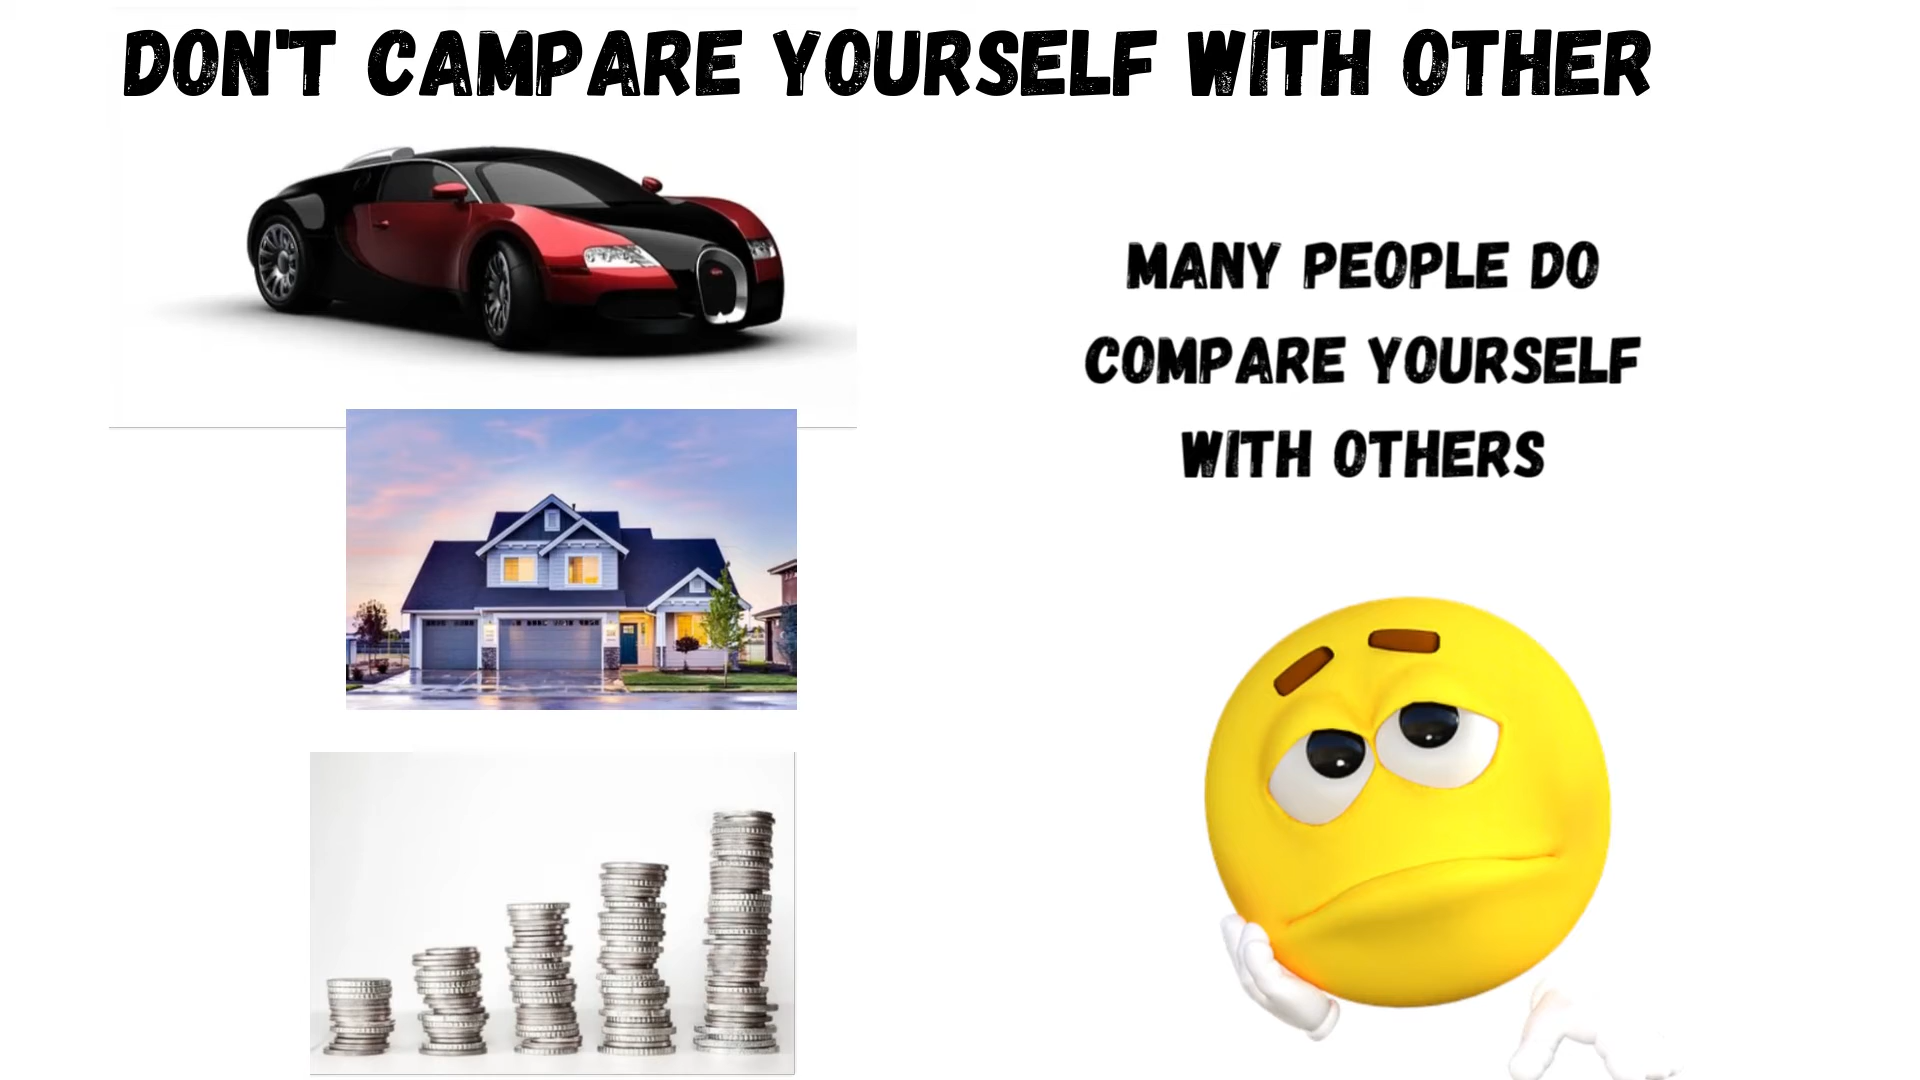 DON'T CAMPARE YOURSELF WITH OTHER
MANY PEOPLE DO
COMPARE YOURSELF
WITH OTHERS